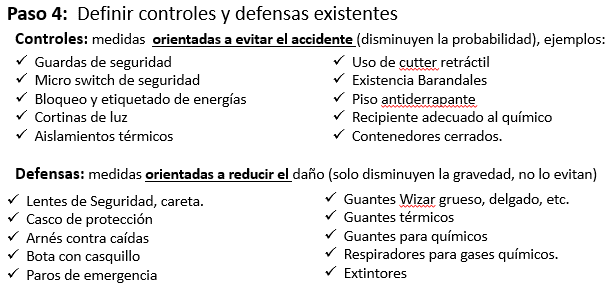 Paso 4: Definir controles y defensas existentes
Controles: medidas orientadas a evitar el accidente (disminuyen la probabilidad), ejemplos:
✓ Guardas de seguridad
✓ Micro switch de seguridad
✓ Bloqueo y etiquetado de energías
✓ Cortinas de luz
✓ Aislamientos térmicos
✓ Uso de cutter retráctil
✓ Existencia Barandales
✓ Piso antiderrapante
✓ Recipiente adecuado al químico
✓ Contenedores cerrados.
Defensas: medidas orientadas a reducir el daño (solo disminuyen la gravedad, no lo evitan)
✓ Lentes de Seguridad, careta.
✓ Casco de protección
✓ Arnés contra caídas
✓ Bota con casquillo
✓ Paros de emergencia
✓ Guantes Wizar grueso, delgado, etc.
✓ Guantes térmicos
✓ Guantes para químicos
✓ Respiradores para gases químicos.
✓ Extintores